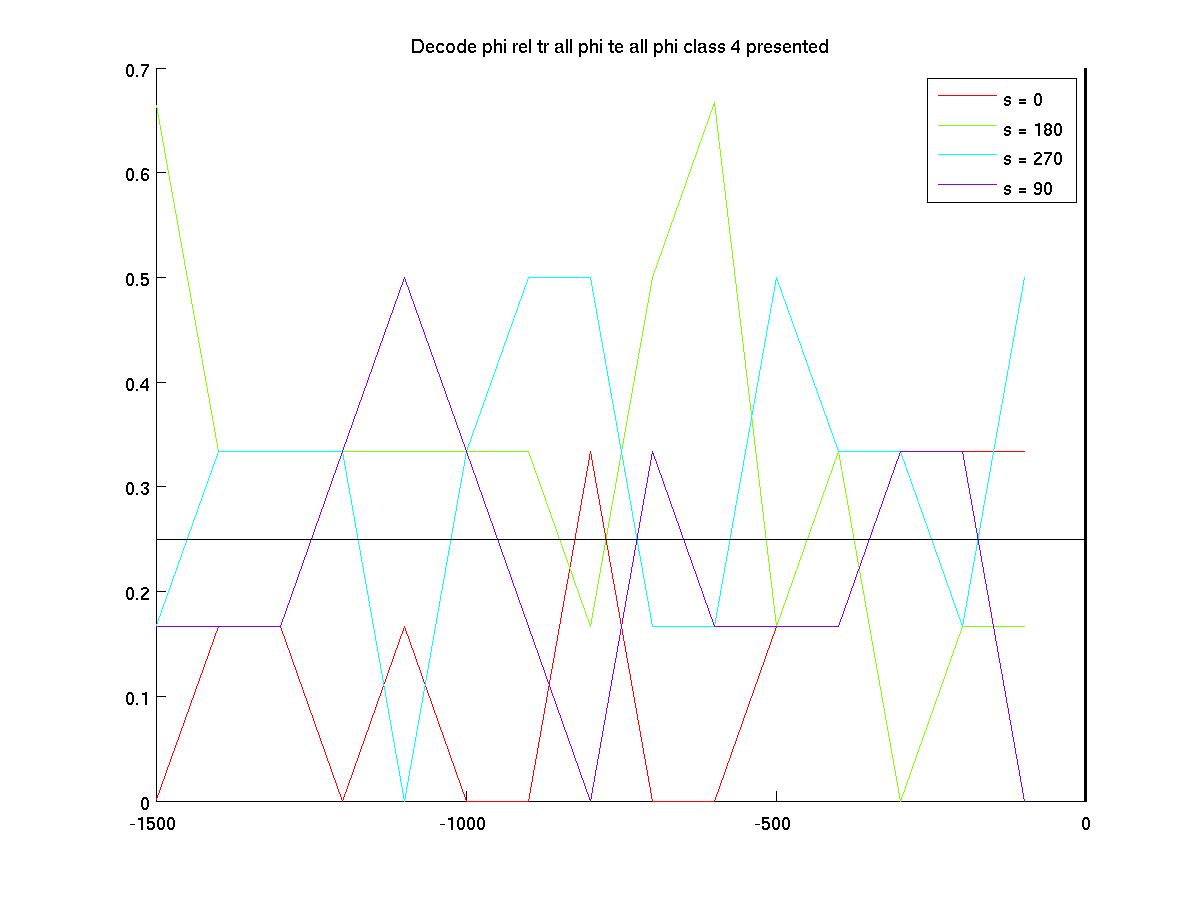 Decode phi rel tr all phi te all phi class 4 presented
0.7
0.6
0.5
0.4
0.3
0.2
0.1
0
-1500
-1000
-500
0
s = 0
s = 180
s = 270
s = 90